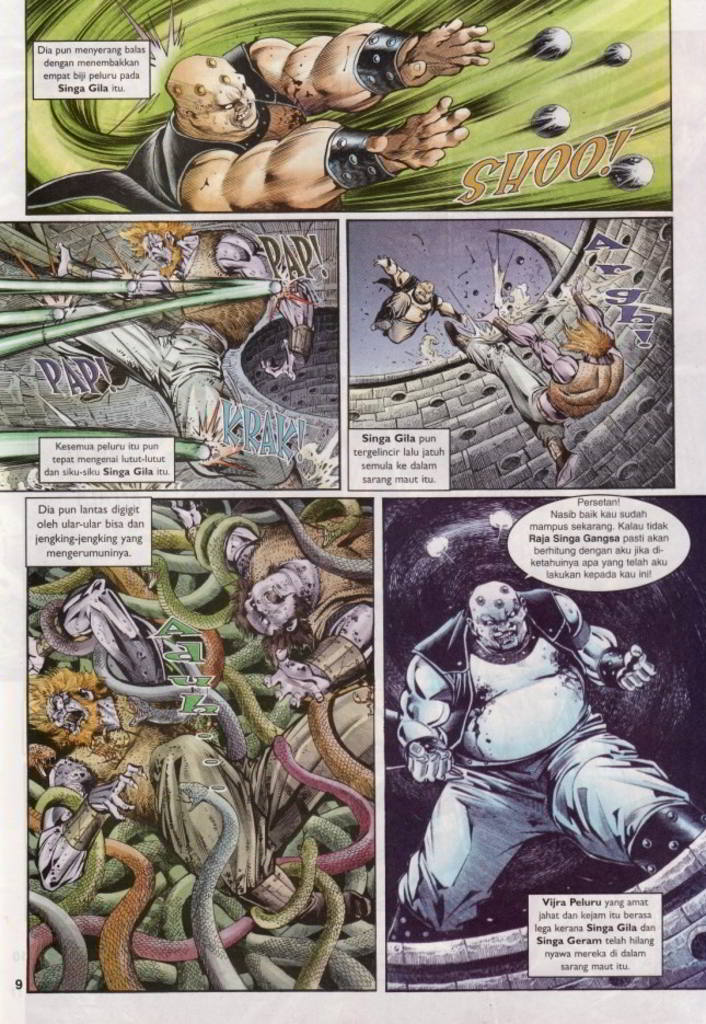 Dia pun menyerang balas
dengan menembakkan
empat biji peluru pada
Singa Gila itu.
SHOO!
PAP!
PAP!
KRAK!
Kesemua peluru itu pun
tepat mengenai lutut-lutut
dan siku-siku Singa Gila itu.
Argh!
Singa Gila pun
tergelincir lalu jatuh
semula ke dalam
sarang maut itu.
Dia pun lantas digigit
oleh ular-ular bisa dan
jengking-jengking yang
mengerumuninya.
Persetan!
Nasib baik kau sudah
mampus sekarang. Kalau tidak
Raja Singa Gangsa pasti akan
berhitung dengan aku jika di-
ketahuinya apa yang telah aku
lakukan kepada kau ini!
Vijra Peluru yang amat
jahat dan kejam itu berasa
lega kerana Singa Gila dan
Singa Geram telah hilang
nyawa mereka di dalam
sarang maut itu.
9